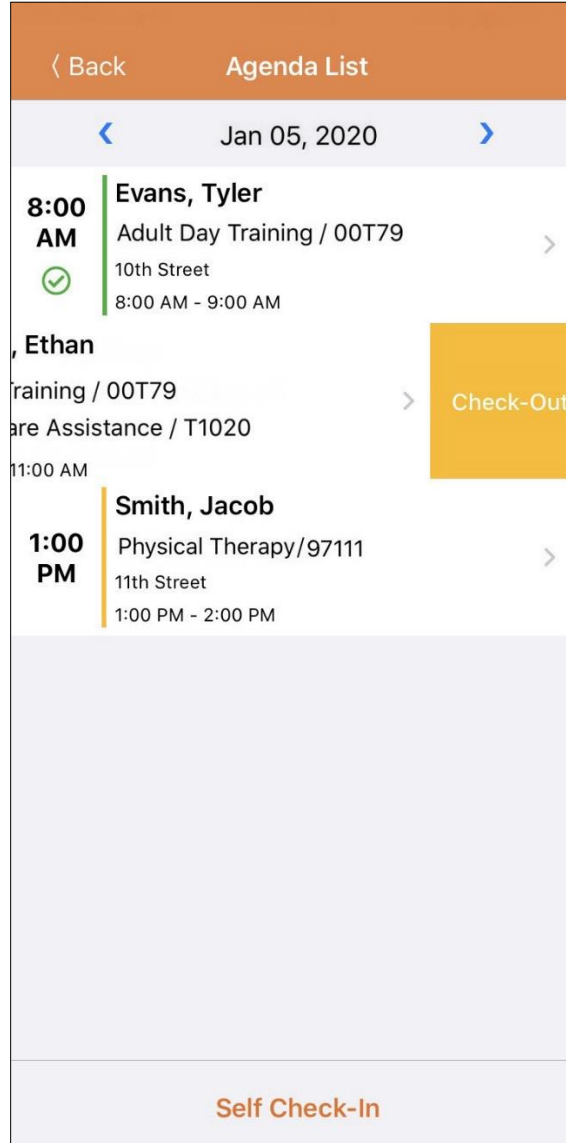 Back
Agenda List
Jan 05, 2020
8:00
AM
Evans, Tyler
Adult Day Training / 00T79
10th Street
8:00 AM - 9:00 AM
, Ethan
raining / 00T79
are Assistance / T1020
11:00 AM
Check-Out
1:00
PM
Smith, Jacob
Physical Therapy/97111
11th Street
1:00 PM - 2:00 PM
Self Check-In